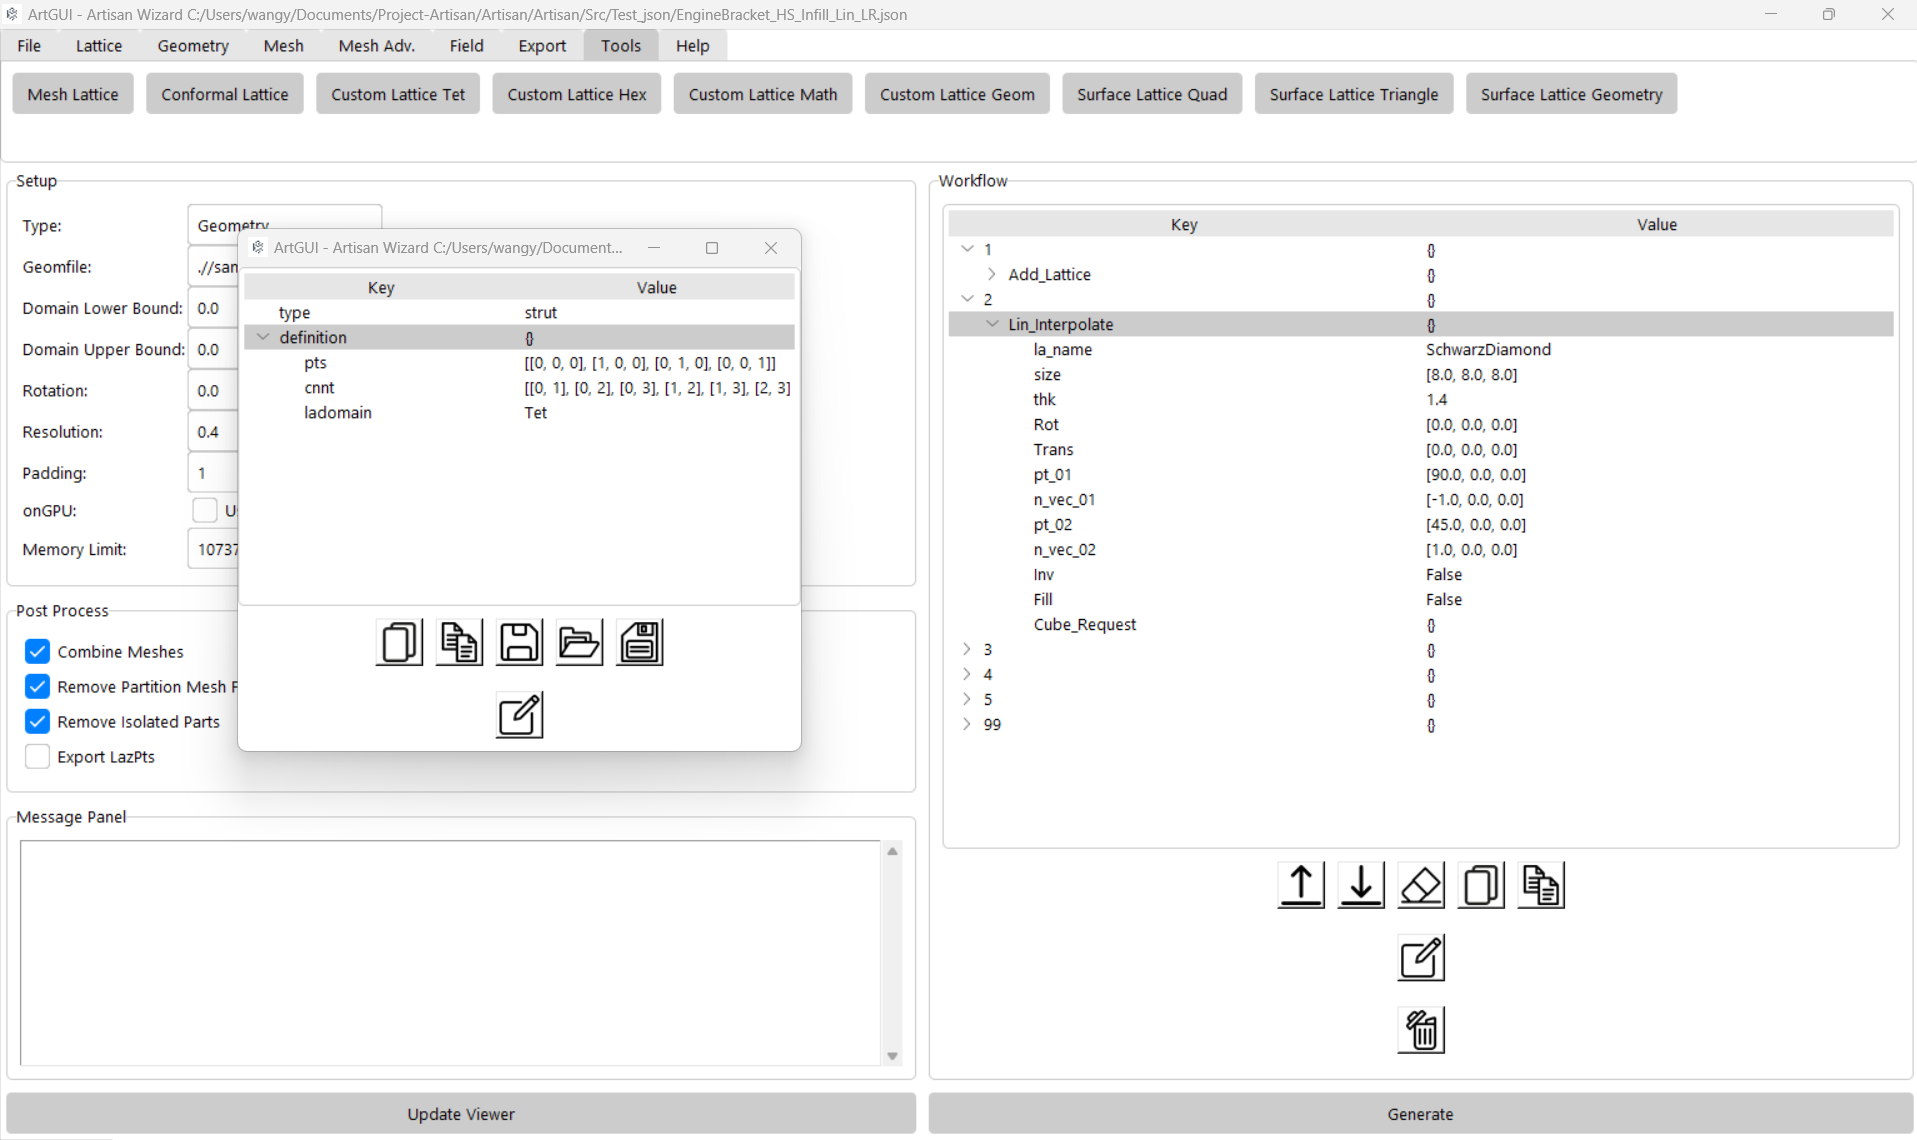 ArtGUI - Artisan Wizard C:/Users/wangy/Documents/Project-Artisan/Artisan/Artisan/Src/Test_json/EngineBracket_HS_Infill_Lin_LR.json
File Lattice Geometry Mesh Mesh Adv. Field Export Tools Help
Mesh Lattice Conformal Lattice Custom Lattice Tet Custom Lattice Hex Custom Lattice Math Custom Lattice Geom Surface Lattice Quad Surface Lattice Triangle Surface Lattice Geometry
Setup
Type: Geometry
Geomfile: .//san
Domain Lower Bound: 0.0
Domain Upper Bound: 0.0
Rotation: 0.0
Resolution: 0.4
Padding: 1
onGPU: U
Memory Limit: 10737
ArtGUI - Artisan Wizard C:/Users/wangy/Document...
Key Value
type strut
definition {}
pts [[0, 0, 0], [1, 0, 0], [0, 1, 0], [0, 0, 1]]
cnnt [[0, 1], [0, 2], [0, 3], [1, 2], [1, 3], [2, 3]
ladomain Tet
Post Process
Combine Meshes
Remove Partition Mesh F
Remove Isolated Parts
Export LazPts
Message Panel
Update Viewer
Workflow
Key Value
1 {}
Add_Lattice {}
2 {}
Lin_Interpolate {}
la_name SchwarzDiamond
size [8.0, 8.0, 8.0]
thk 1.4
Rot [0.0, 0.0, 0.0]
Trans [0.0, 0.0, 0.0]
pt_01 [90.0, 0.0, 0.0]
n_vec_01 [-1.0, 0.0, 0.0]
pt_02 [45.0, 0.0, 0.0]
n_vec_02 [1.0, 0.0, 0.0]
Inv False
Fill False
Cube_Request {}
3 {}
4 {}
5 {}
99 {}
Generate